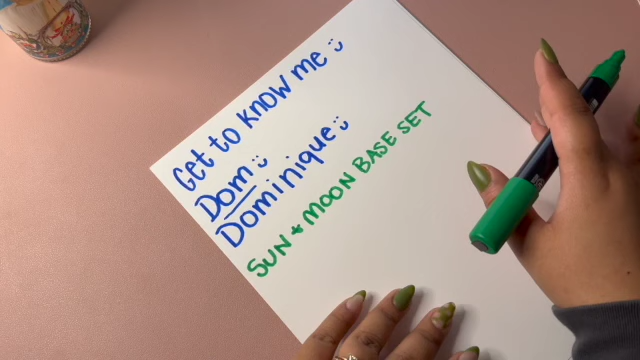 Get to know me :)
Dom :)
Dominique :)
SUN + MOON BASE SET